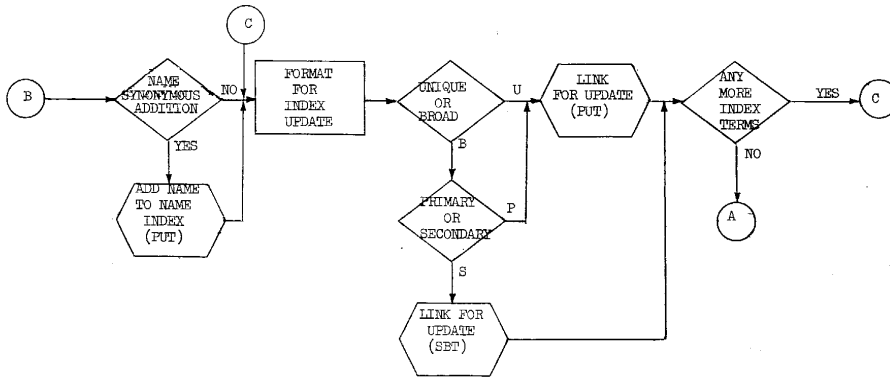 C
B
NAME
SYNONYMOUS
ADDITION
NO
YES
ADD NAME
TO NAME
INDEX
(PUT)
FORMAT
FOR
INDEX
UPDATE
UNIQUE
OR
BROAD
U
B
PRIMARY
OR
SECONDARY
P
S
LINK FOR
UPDATE
(SBT)
LINK
FOR UPDATE
(PUT)
ANY
MORE
INDEX
TERMS
YES
C
NO
A